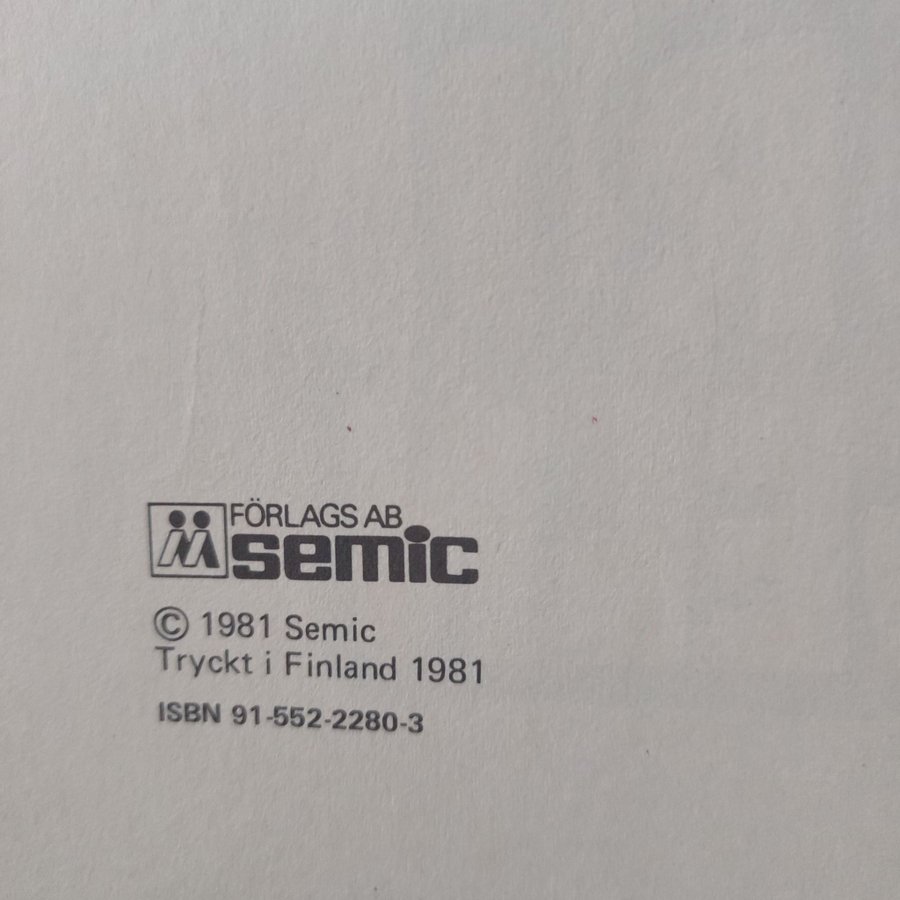 FÖRLAGS AB
semic
© 1981 Semic
Tryckt i Finland 1981
ISBN 91-552-2280-3